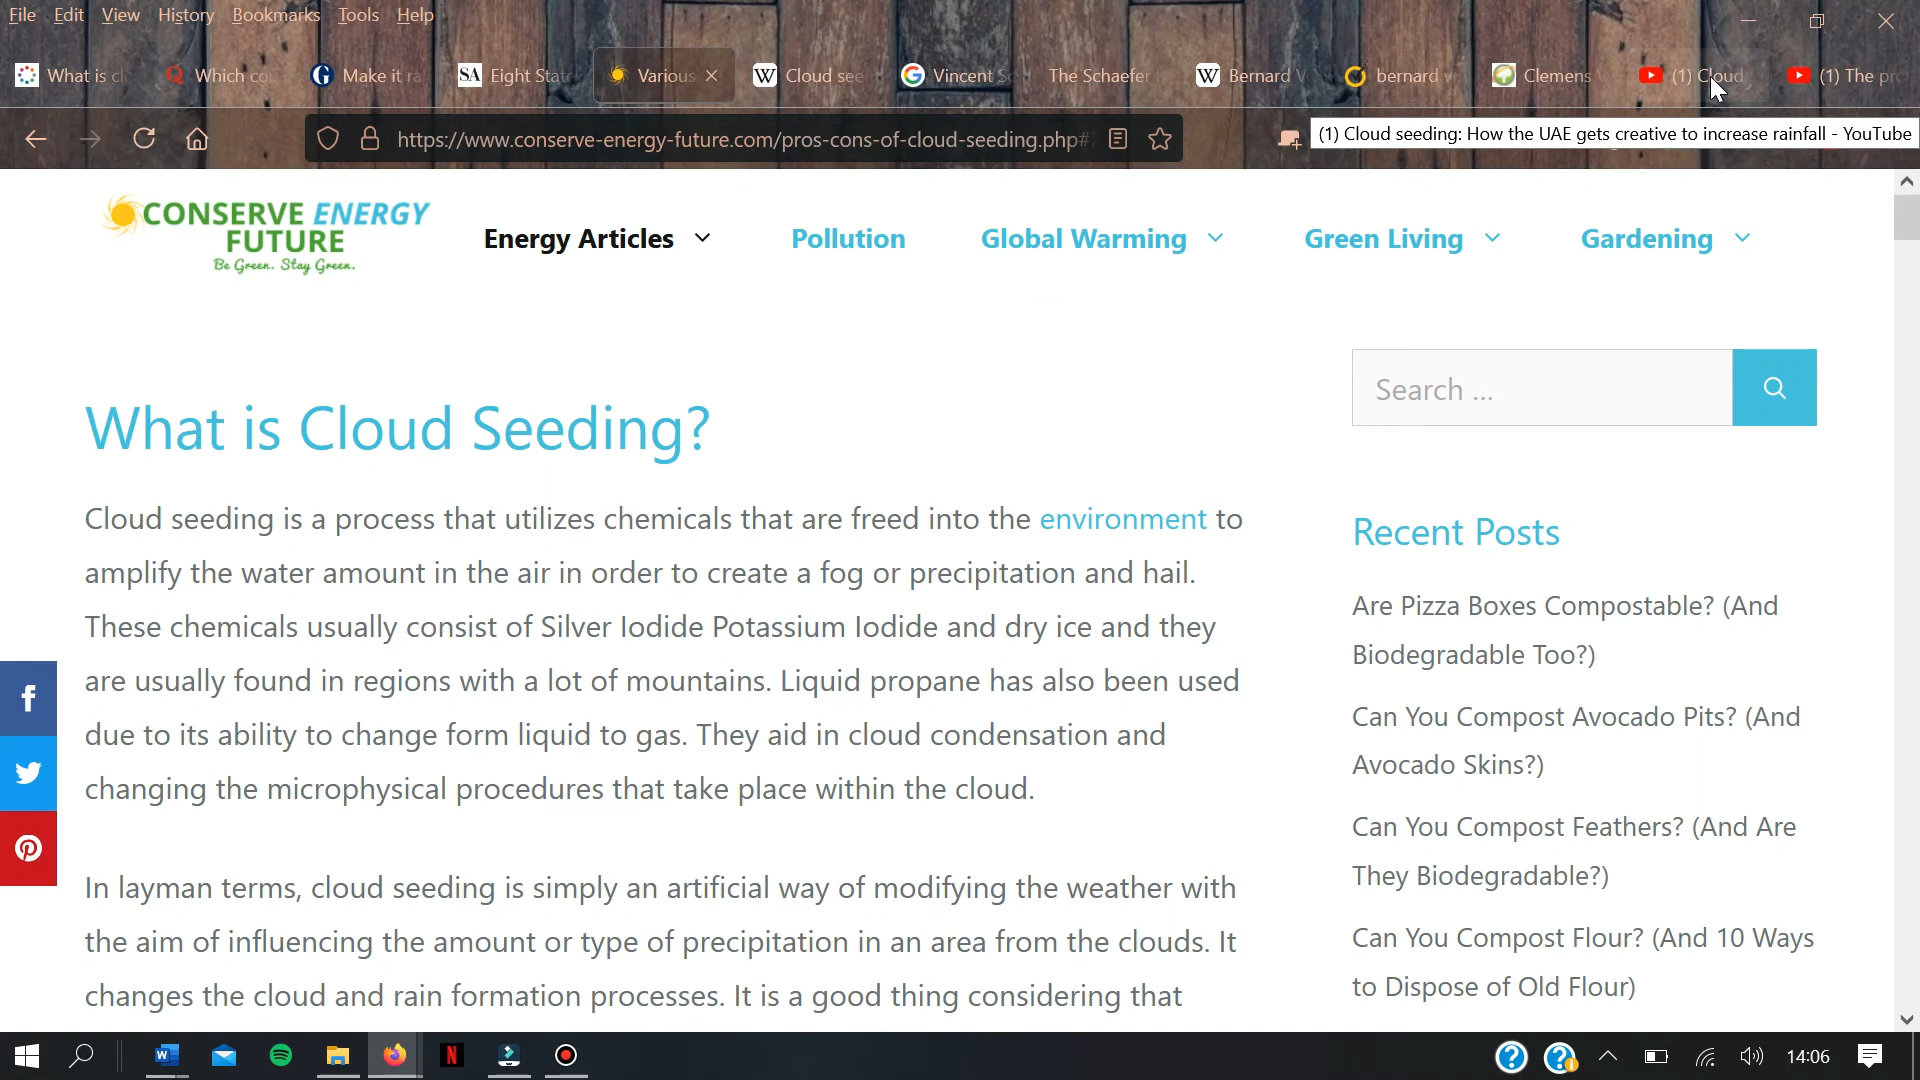 File Edit View History Bookmarks Tools Help
What is cl Which co Make it ra SA Eight State Various W Cloud see Vincent S The Schaefer W Bernard V bernard v Clemens (1) Cloud (1) The pro
https://www.conserve-energy-future.com/pros-cons-of-cloud-seeding.php#
(1) Cloud seeding: How the UAE gets creative to increase rainfall - YouTube
CONSERVE ENERGY
FUTURE
Be Green. Stay Green.
Energy Articles Pollution Global Warming Green Living Gardening
Search ...
What is Cloud Seeding?
Cloud seeding is a process that utilizes chemicals that are freed into the environment to
amplify the water amount in the air in order to create a fog or precipitation and hail.
These chemicals usually consist of Silver Iodide Potassium Iodide and dry ice and they
are usually found in regions with a lot of mountains. Liquid propane has also been used
due to its ability to change form liquid to gas. They aid in cloud condensation and
changing the microphysical procedures that take place within the cloud.
In layman terms, cloud seeding is simply an artificial way of modifying the weather with
the aim of influencing the amount or type of precipitation in an area from the clouds. It
changes the cloud and rain formation processes. It is a good thing considering that
Recent Posts
Are Pizza Boxes Compostable? (And
Biodegradable Too?)
Can You Compost Avocado Pits? (And
Avocado Skins?)
Can You Compost Feathers? (And Are
They Biodegradable?)
Can You Compost Flour? (And 10 Ways
to Dispose of Old Flour)
14:06